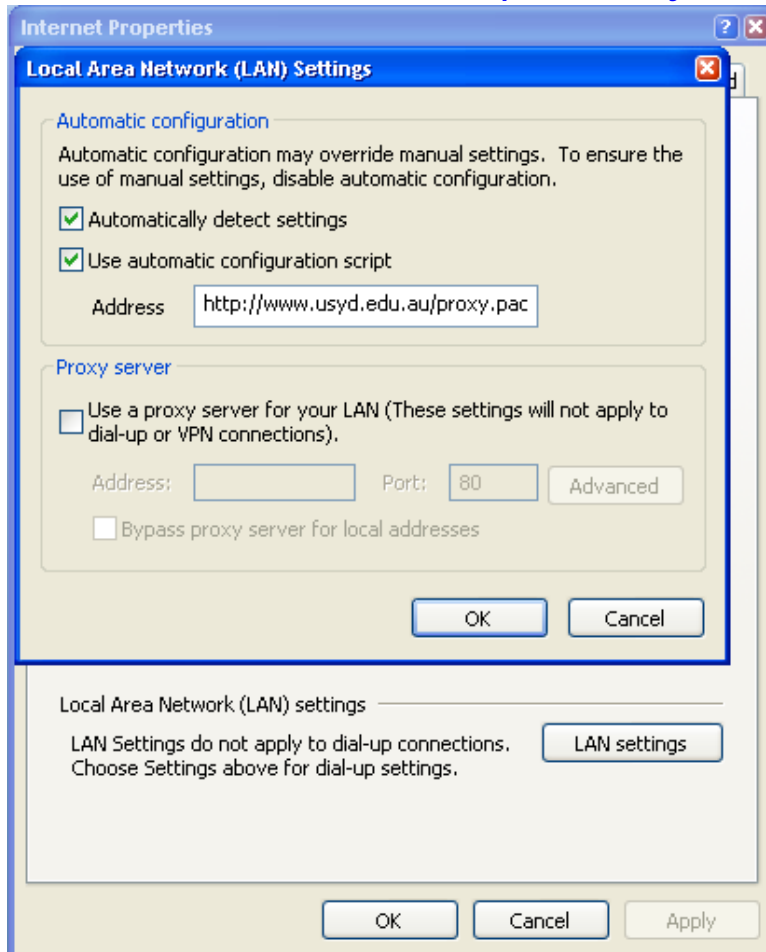 Internet Properties
Local Area Network (LAN) Settings
Automatic configuration
Automatic configuration may override manual settings. To ensure the
use of manual settings, disable automatic configuration.
Automatically detect settings
Use automatic configuration script
Address http://www.usyd.edu.au/proxy.pac
Proxy server
Use a proxy server for your LAN (These settings will not apply to
dial-up or VPN connections).
Address: Port: 80 Advanced
Bypass proxy server for local addresses
OK Cancel
Local Area Network (LAN) settings
LAN Settings do not apply to dial-up connections. LAN settings
Choose Settings above for dial-up settings.
OK Cancel Apply